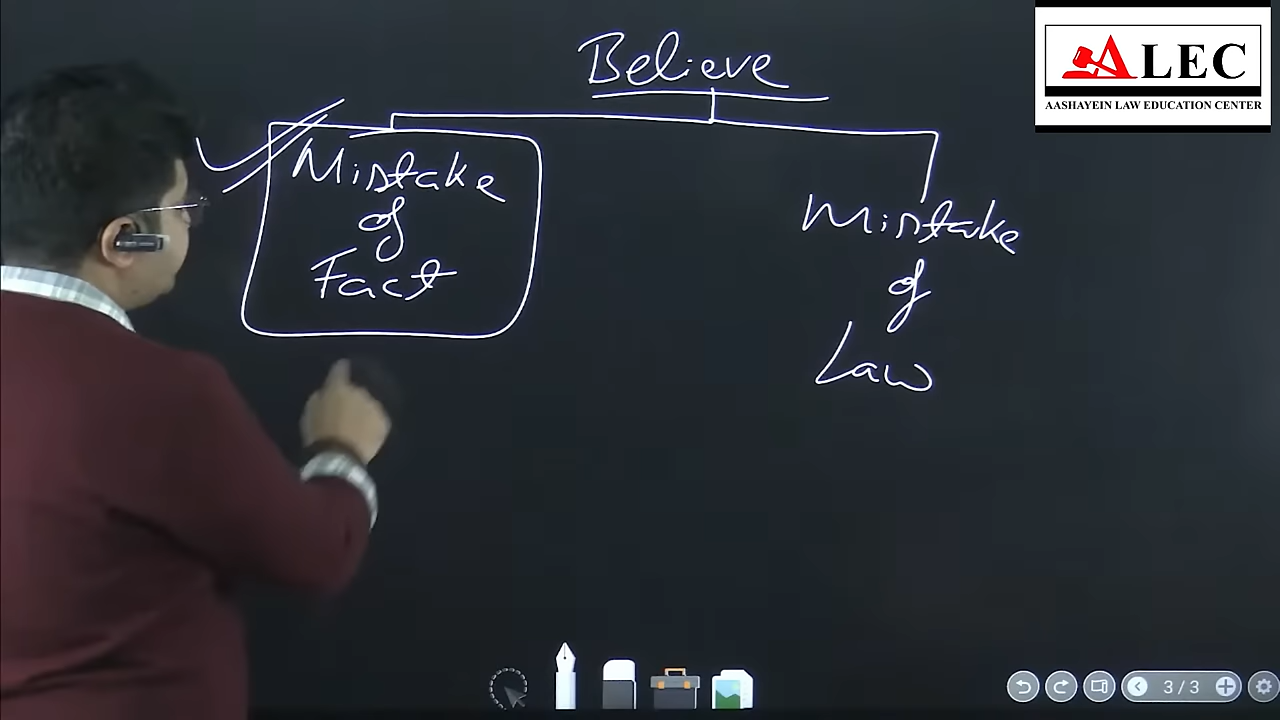 Believe
Mistake
of
Fact
Mistake
of
Law
ALEC
AASHAYEIN LAW EDUCATION CENTER
3/3